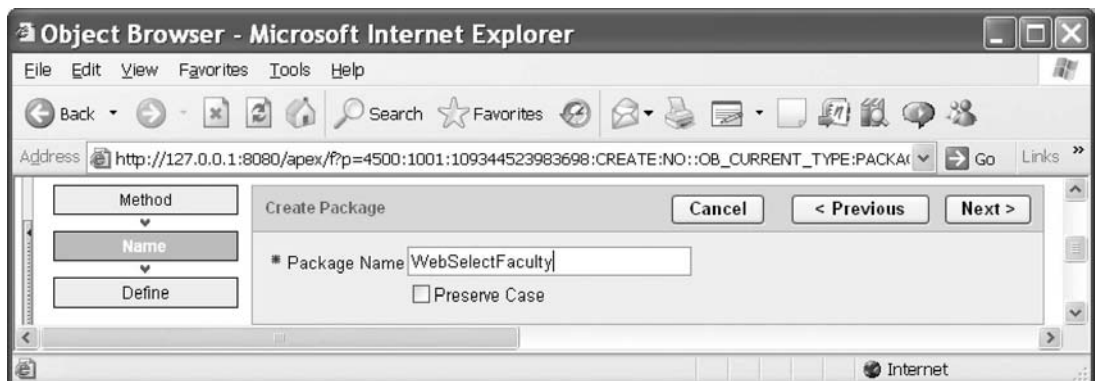 Object Browser - Microsoft Internet Explorer
File Edit View Favorites Tools Help
Back Search Favorites
Address http://127.0.0.1:8080/apex/f?p=4500:1001:109344523983698:CREATE:NO::OB_CURRENT_TYPE:PACKA Go Links »
Method
Name
Define
Create Package Cancel < Previous Next >
* Package Name WebSelectFaculty
Preserve Case
Internet